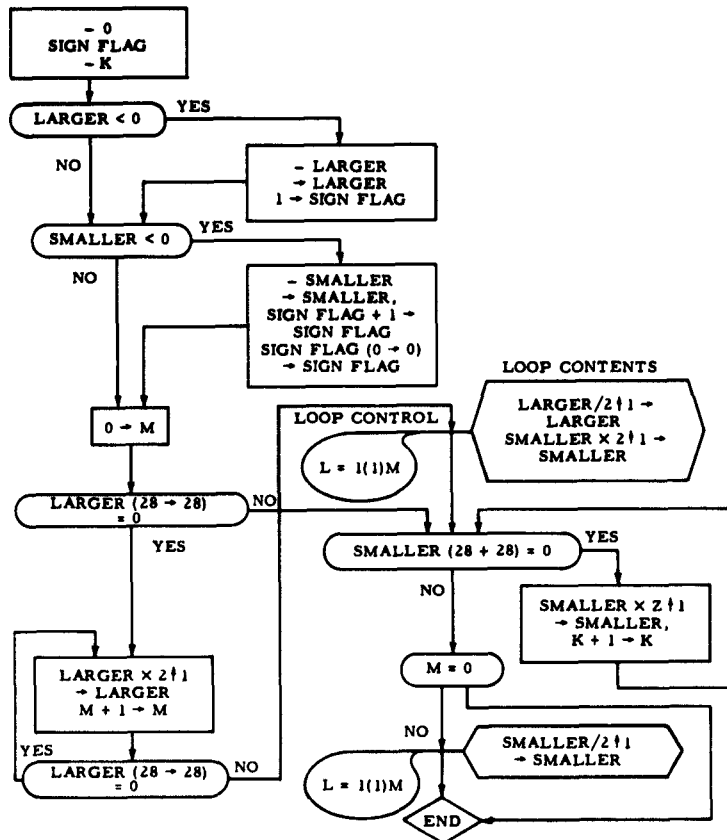 - 0
SIGN FLAG
- K
LARGER < 0
YES
NO
- LARGER
→ LARGER
1 → SIGN FLAG
SMALLER < 0
YES
NO
- SMALLER
→ SMALLER,
SIGN FLAG + 1 →
SIGN FLAG
SIGN FLAG (0 → 0)
→ SIGN FLAG
0 → M
LARGER (28 → 28)
= 0
NO
YES
LARGER × 2↑1
→ LARGER
M + 1 → M
YES
LARGER (28 → 28)
= 0
NO
LOOP CONTENTS
LOOP CONTROL
LARGER/2↑1 →
LARGER
SMALLER × 2↑1 →
SMALLER
L = 1(1)M
SMALLER (28 + 28) = 0
YES
NO
SMALLER × 2↑1
→ SMALLER,
K + 1 → K
M = 0
NO
SMALLER/2↑1
→ SMALLER
L = 1(1)M
END